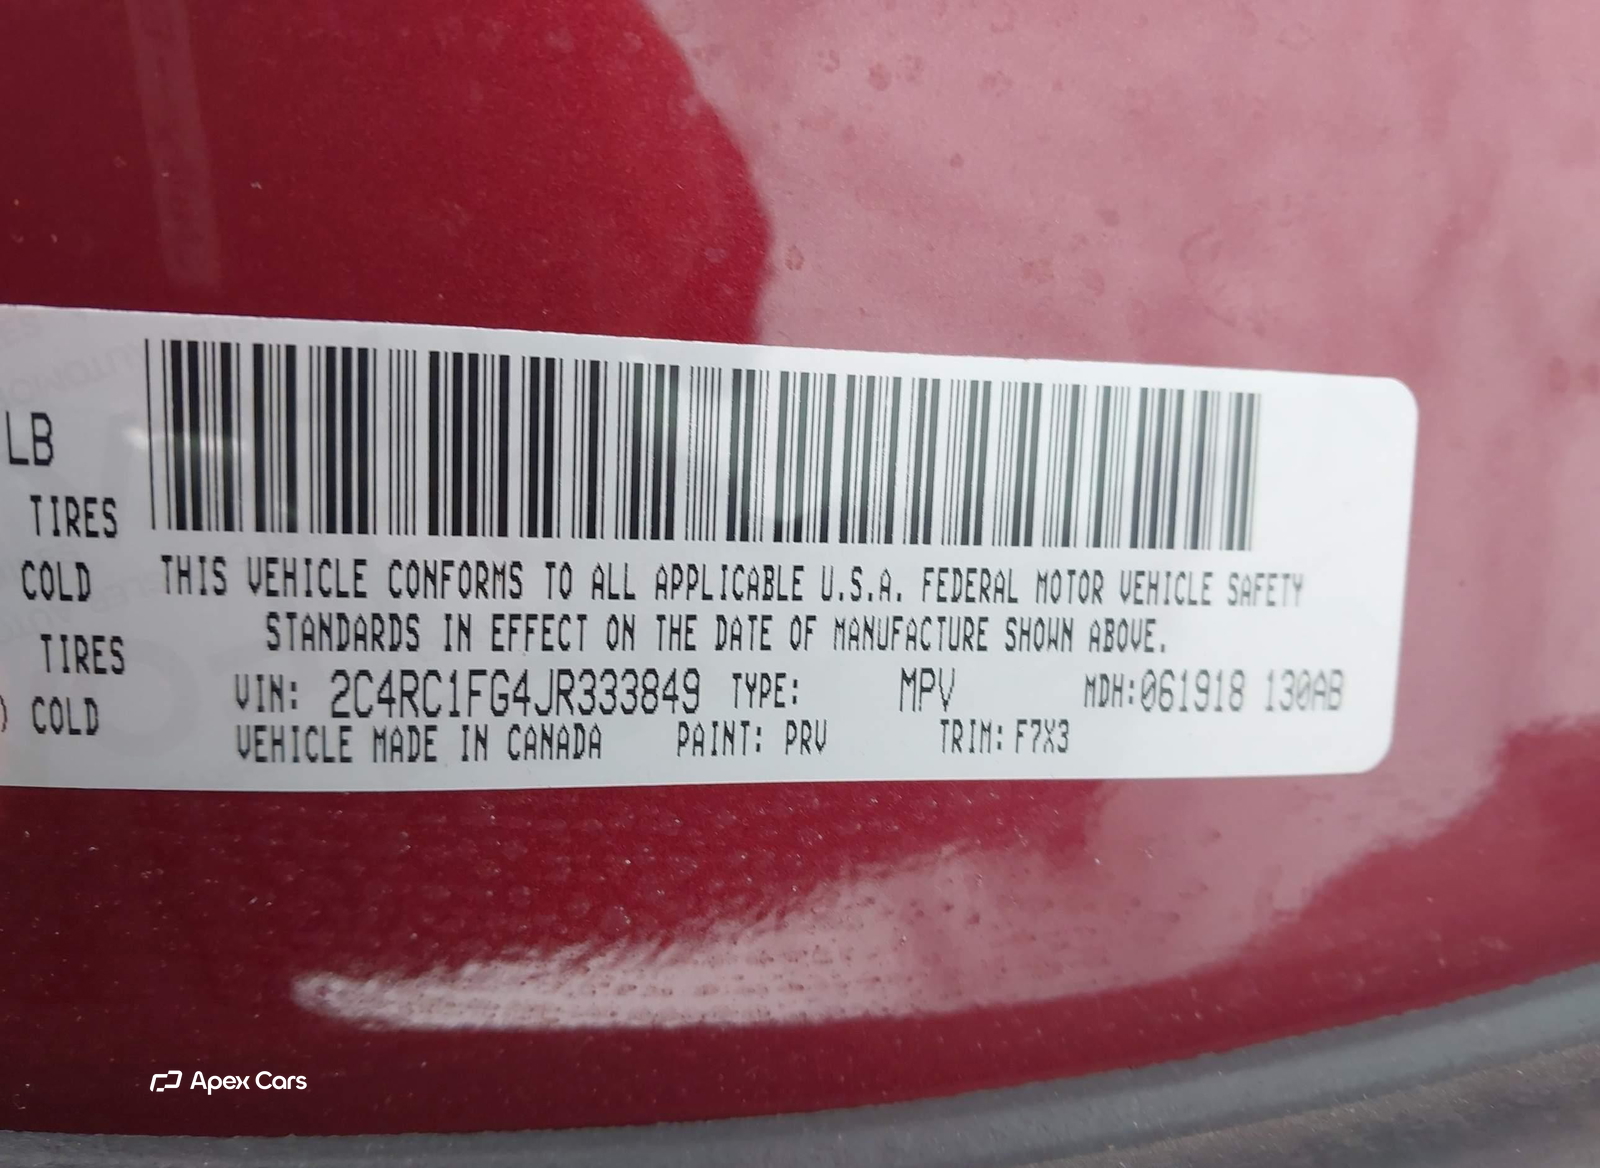 LB
TIRES
COLD
TIRES
) COLD
THIS VEHICLE CONFORMS TO ALL APPLICABLE U.S.A. FEDERAL MOTOR VEHICLE SAFETY
STANDARDS IN EFFECT ON THE DATE OF MANUFACTURE SHOWN ABOVE.
VIN: 2C4RC1FG4JR333849 TYPE: MPV MDH:061918 130AB
VEHICLE MADE IN CANADA PAINT: PRV TRIM: F7X3
Apex Cars